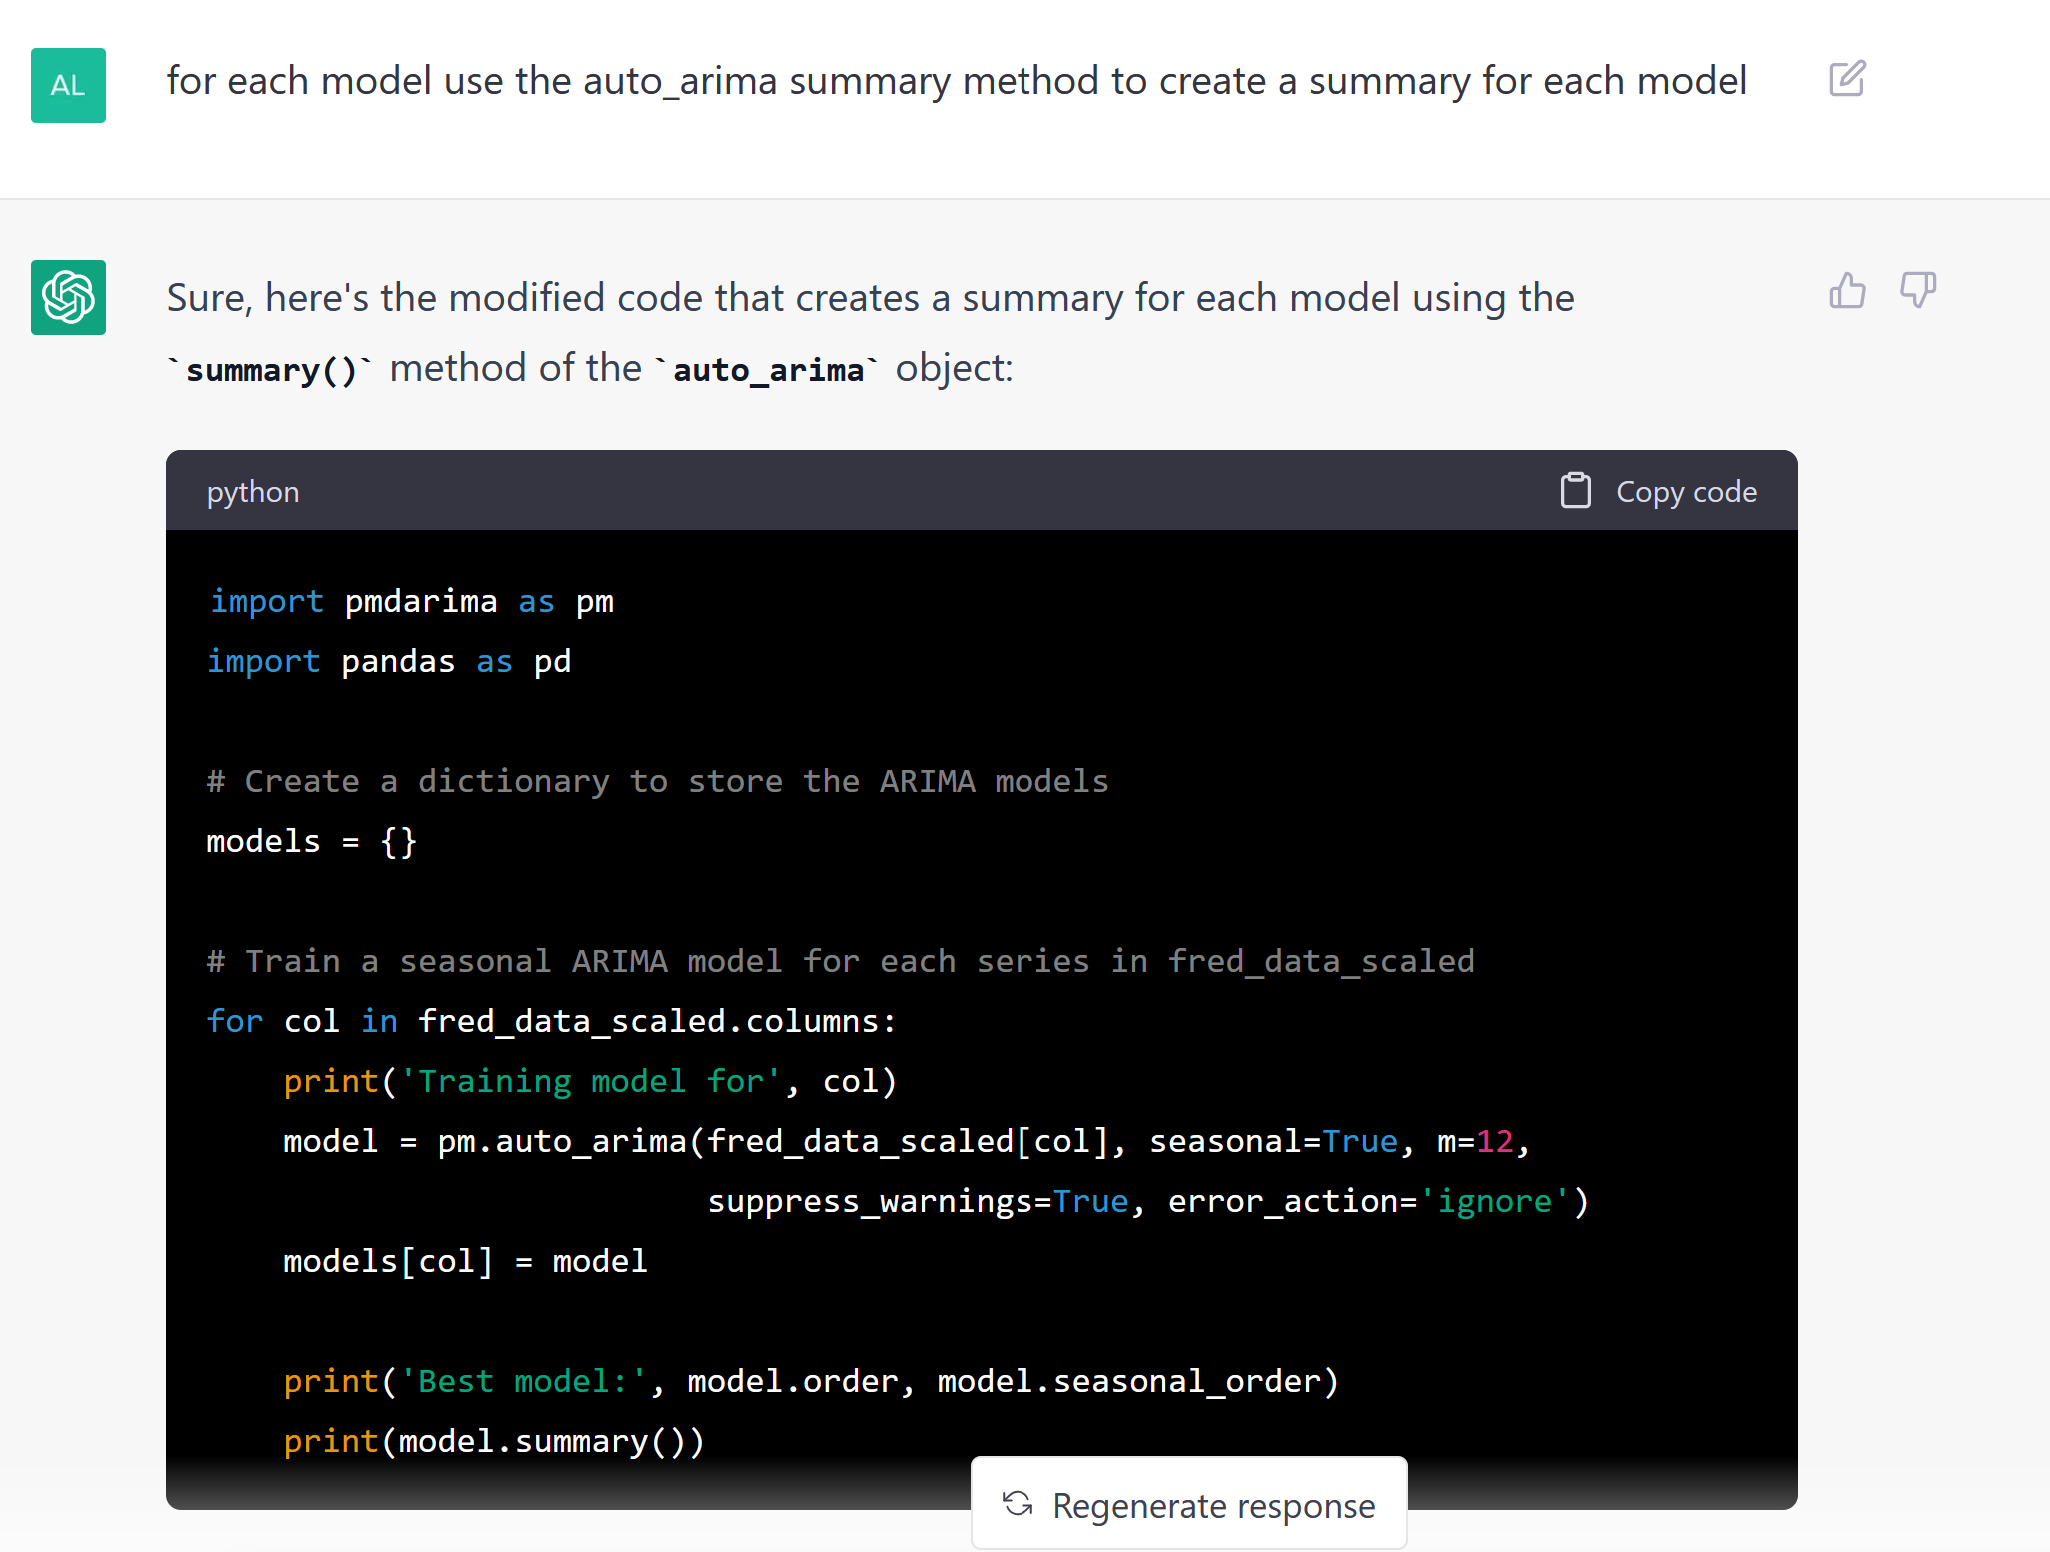 AL
for each model use the auto_arima summary method to create a summary for each model
Sure, here's the modified code that creates a summary for each model using the
`summary()` method of the `auto_arima` object:
python
Copy code
import pmdarima as pm
import pandas as pd
# Create a dictionary to store the ARIMA models
models = {}
# Train a seasonal ARIMA model for each series in fred_data_scaled
for col in fred_data_scaled.columns:
    print('Training model for', col)
    model = pm.auto_arima(fred_data_scaled[col], seasonal=True, m=12,
                          suppress_warnings=True, error_action='ignore')
    models[col] = model
    print('Best model:', model.order, model.seasonal_order)
    print(model.summary())
Regenerate response